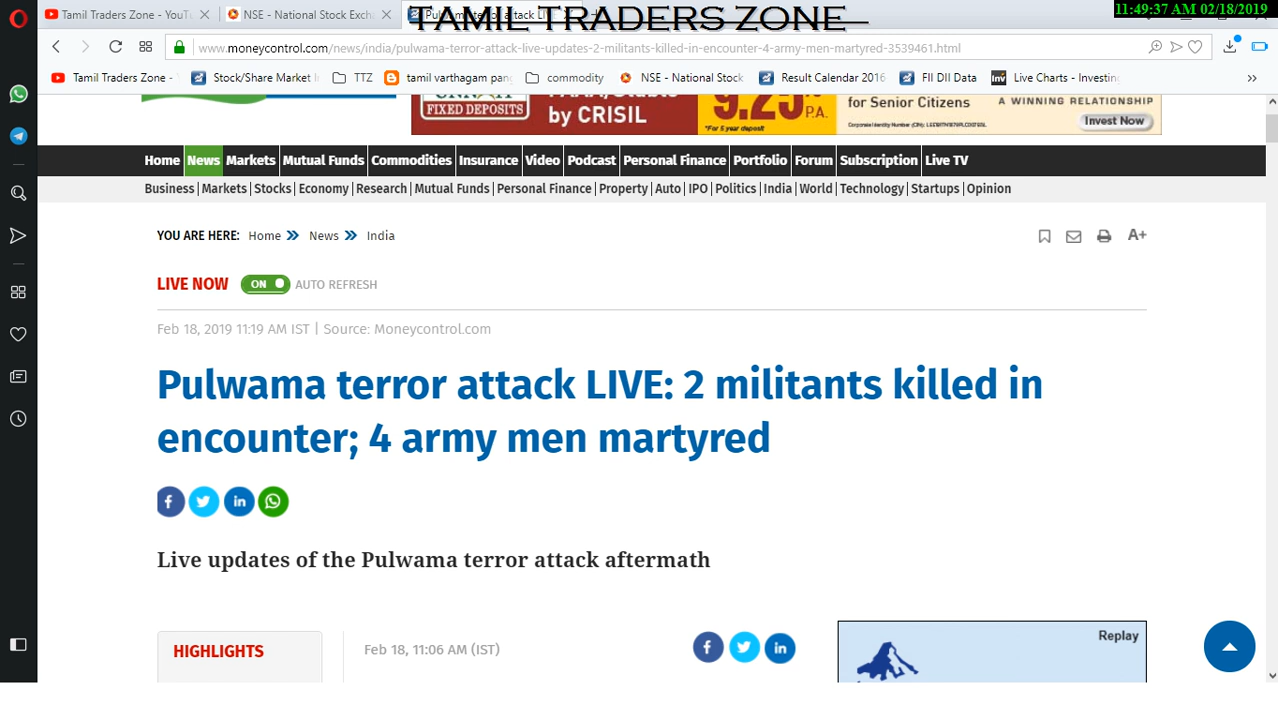 Tamil Traders Zone - YouTu
NSE - National Stock Excha
TAMIL TRADERS ZONE
11:49:37 AM 02/18/2019
www.moneycontrol.com/news/india/pulwama-terror-attack-live-updates-2-militants-killed-in-encounter-4-army-men-martyred-3539461.html
Tamil Traders Zone -
Stock/Share Market
TTZ
tamil varthagam pan
commodity
NSE - National Stock
Result Calendar 2016
FII DII Data
Live Charts - Investing
FIXED DEPOSITS
by CRISIL
9.25%
P.A.
*For 5 year deposit
for Senior Citizens
A WINNING RELATIONSHIP
Invest Now
Home News Markets Mutual Funds Commodities Insurance Video Podcast Personal Finance Portfolio Forum Subscription Live TV
Business | Markets | Stocks | Economy | Research | Mutual Funds | Personal Finance | Property | Auto | IPO | Politics | India | World | Technology | Startups | Opinion
YOU ARE HERE: Home News India
A+
LIVE NOW ON AUTO REFRESH
Feb 18, 2019 11:19 AM IST | Source: Moneycontrol.com
Pulwama terror attack LIVE: 2 militants killed in
encounter; 4 army men martyred
Live updates of the Pulwama terror attack aftermath
HIGHLIGHTS
Feb 18, 11:06 AM (IST)
Replay